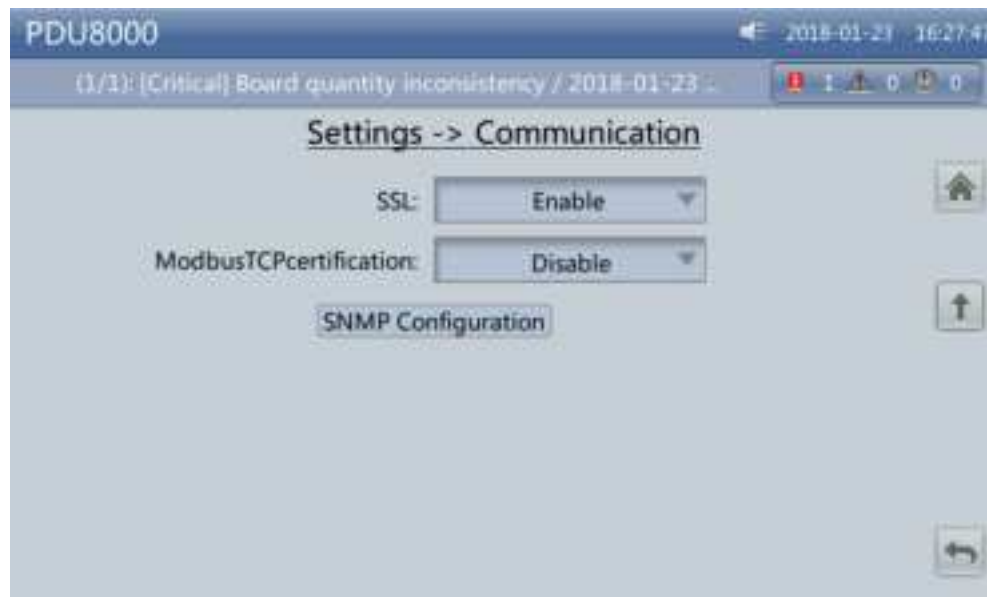 PDU8000
2018-01-23 16:27:47
(1/1): [Critical] Board quantity inconsistency / 2018-01-23 ..
1 0 0
Settings -> Communication
SSL: Enable
ModbusTCPcertification: Disable
SNMP Configuration